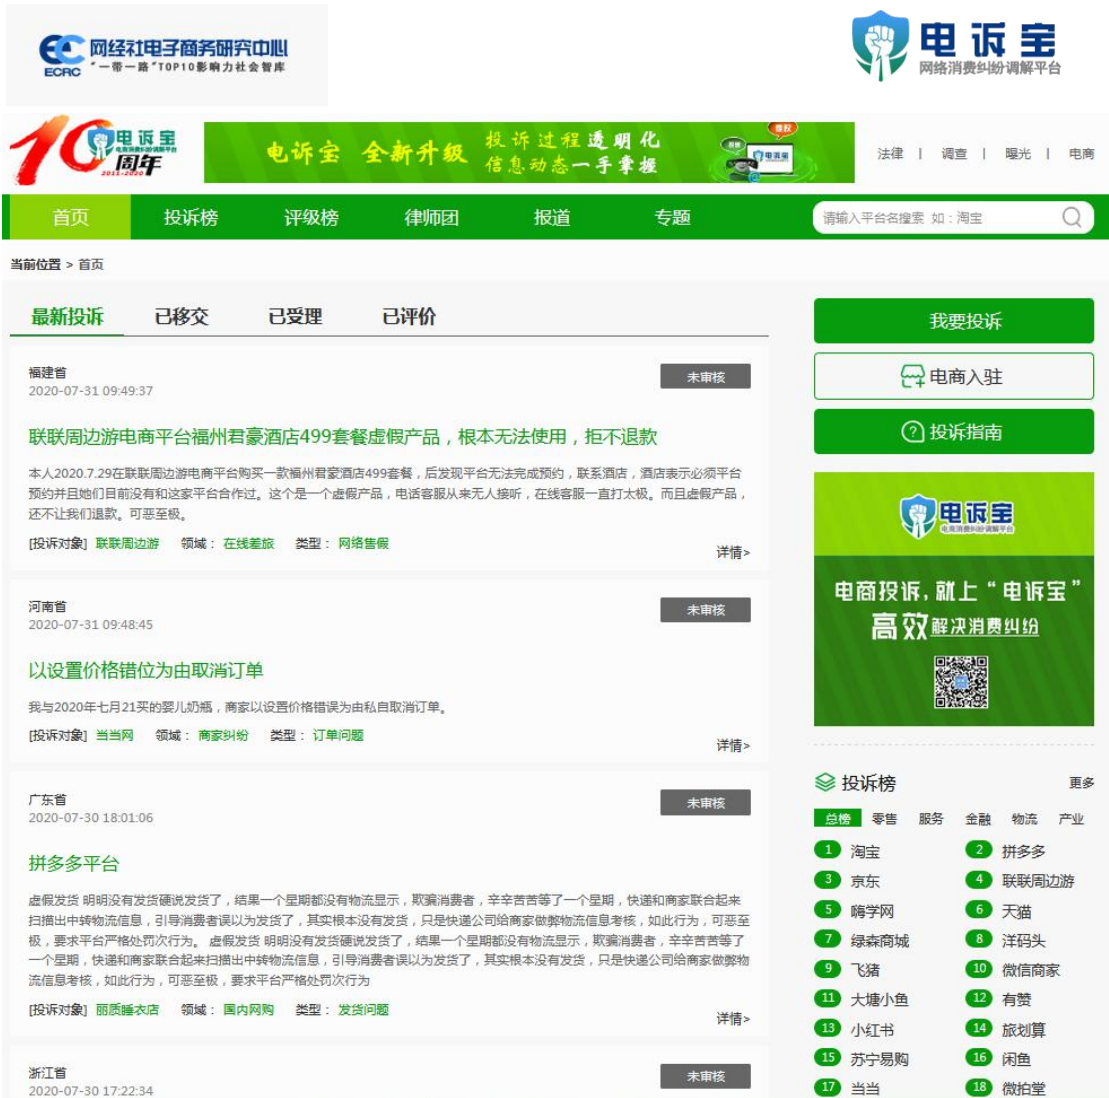 网经社电子商务研究中心
ECRC "一带一路"TOP10影响力社会智库
电诉宝
网络消费纠纷调解平台
10周年
电诉宝
电商消费纠纷调解平台
2011-2020
电诉宝 全新升级
投诉过程透明化
信息动态一手掌握
维权
电诉宝
法律 | 调查 | 曝光 | 电商
首页 投诉榜 评级榜 律师团 报道 专题
请输入平台名搜索 如：淘宝
当前位置 > 首页
最新投诉 已移交 已受理 已评价
福建省
2020-07-31 09:49:37
未审核
联联周边游电商平台福州君豪酒店499套餐虚假产品，根本无法使用，拒不退款
本人2020.7.29在联联周边游电商平台购买一款福州君豪酒店499套餐，后发现平台无法完成预约，联系酒店，酒店表示必须平台
预约并且她们目前没有和这家平台合作过。这个是一个虚假产品，电话客服从来无人接听，在线客服一直打太极。而且虚假产品，
还不让我们退款。可恶至极。
[投诉对象] 联联周边游 领域： 在线差旅 类型： 网络售假
详情>
河南省
2020-07-31 09:48:45
未审核
以设置价格错位为由取消订单
我与2020年七月21买的婴儿奶瓶，商家以设置价格错误为由私自取消订单。
[投诉对象] 当当网 领域： 商家纠纷 类型： 订单问题
详情>
广东省
2020-07-30 18:01:06
未审核
拼多多平台
虚假发货 明明没有发货硬说发货了，结果一个星期都没有物流显示，欺骗消费者，辛辛苦苦等了一个星期，快递和商家联合起来
扫描出中转物流信息，引导消费者误以为发货了，其实根本没有发货，只是快递公司给商家做弊物流信息考核，如此行为，可恶至
极，要求平台严格处罚次行为。 虚假发货 明明没有发货硬说发货了，结果一个星期都没有物流显示，欺骗消费者，辛辛苦苦等了
一个星期，快递和商家联合起来扫描出中转物流信息，引导消费者误以为发货了，其实根本没有发货，只是快递公司给商家做弊物
流信息考核，如此行为，可恶至极，要求平台严格处罚次行为
[投诉对象] 丽质睡衣店 领域： 国内网购 类型： 发货问题
详情>
浙江省
2020-07-30 17:22:34
未审核
我要投诉
电商入驻
投诉指南
电诉宝
电商消费纠纷调解平台
电商投诉，就上“电诉宝”
高效解决消费纠纷
投诉榜 更多
总榜 零售 服务 金融 物流 产业
1 淘宝 2 拼多多
3 京东 4 联联周边游
5 嗨学网 6 天猫
7 绿森商城 8 洋码头
9 飞猪 10 微信商家
11 大塘小鱼 12 有赞
13 小红书 14 旅划算
15 苏宁易购 16 闲鱼
17 当当 18 微拍堂